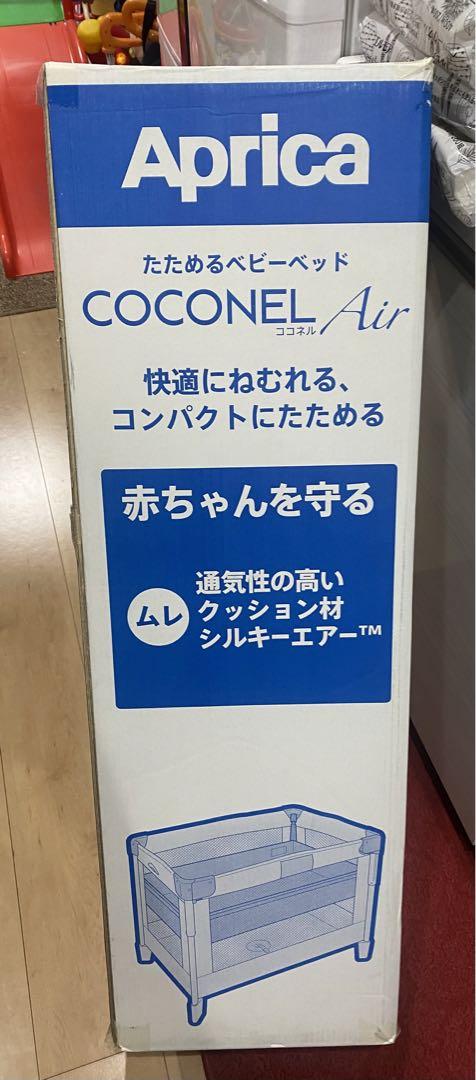 Aprica
たためるベビーベッド
COCONEL Air
ココネル
快適にねむれる、
コンパクトにたためる
赤ちゃんを守る
ムレ
通気性の高い
クッション材
シルキーエアー™